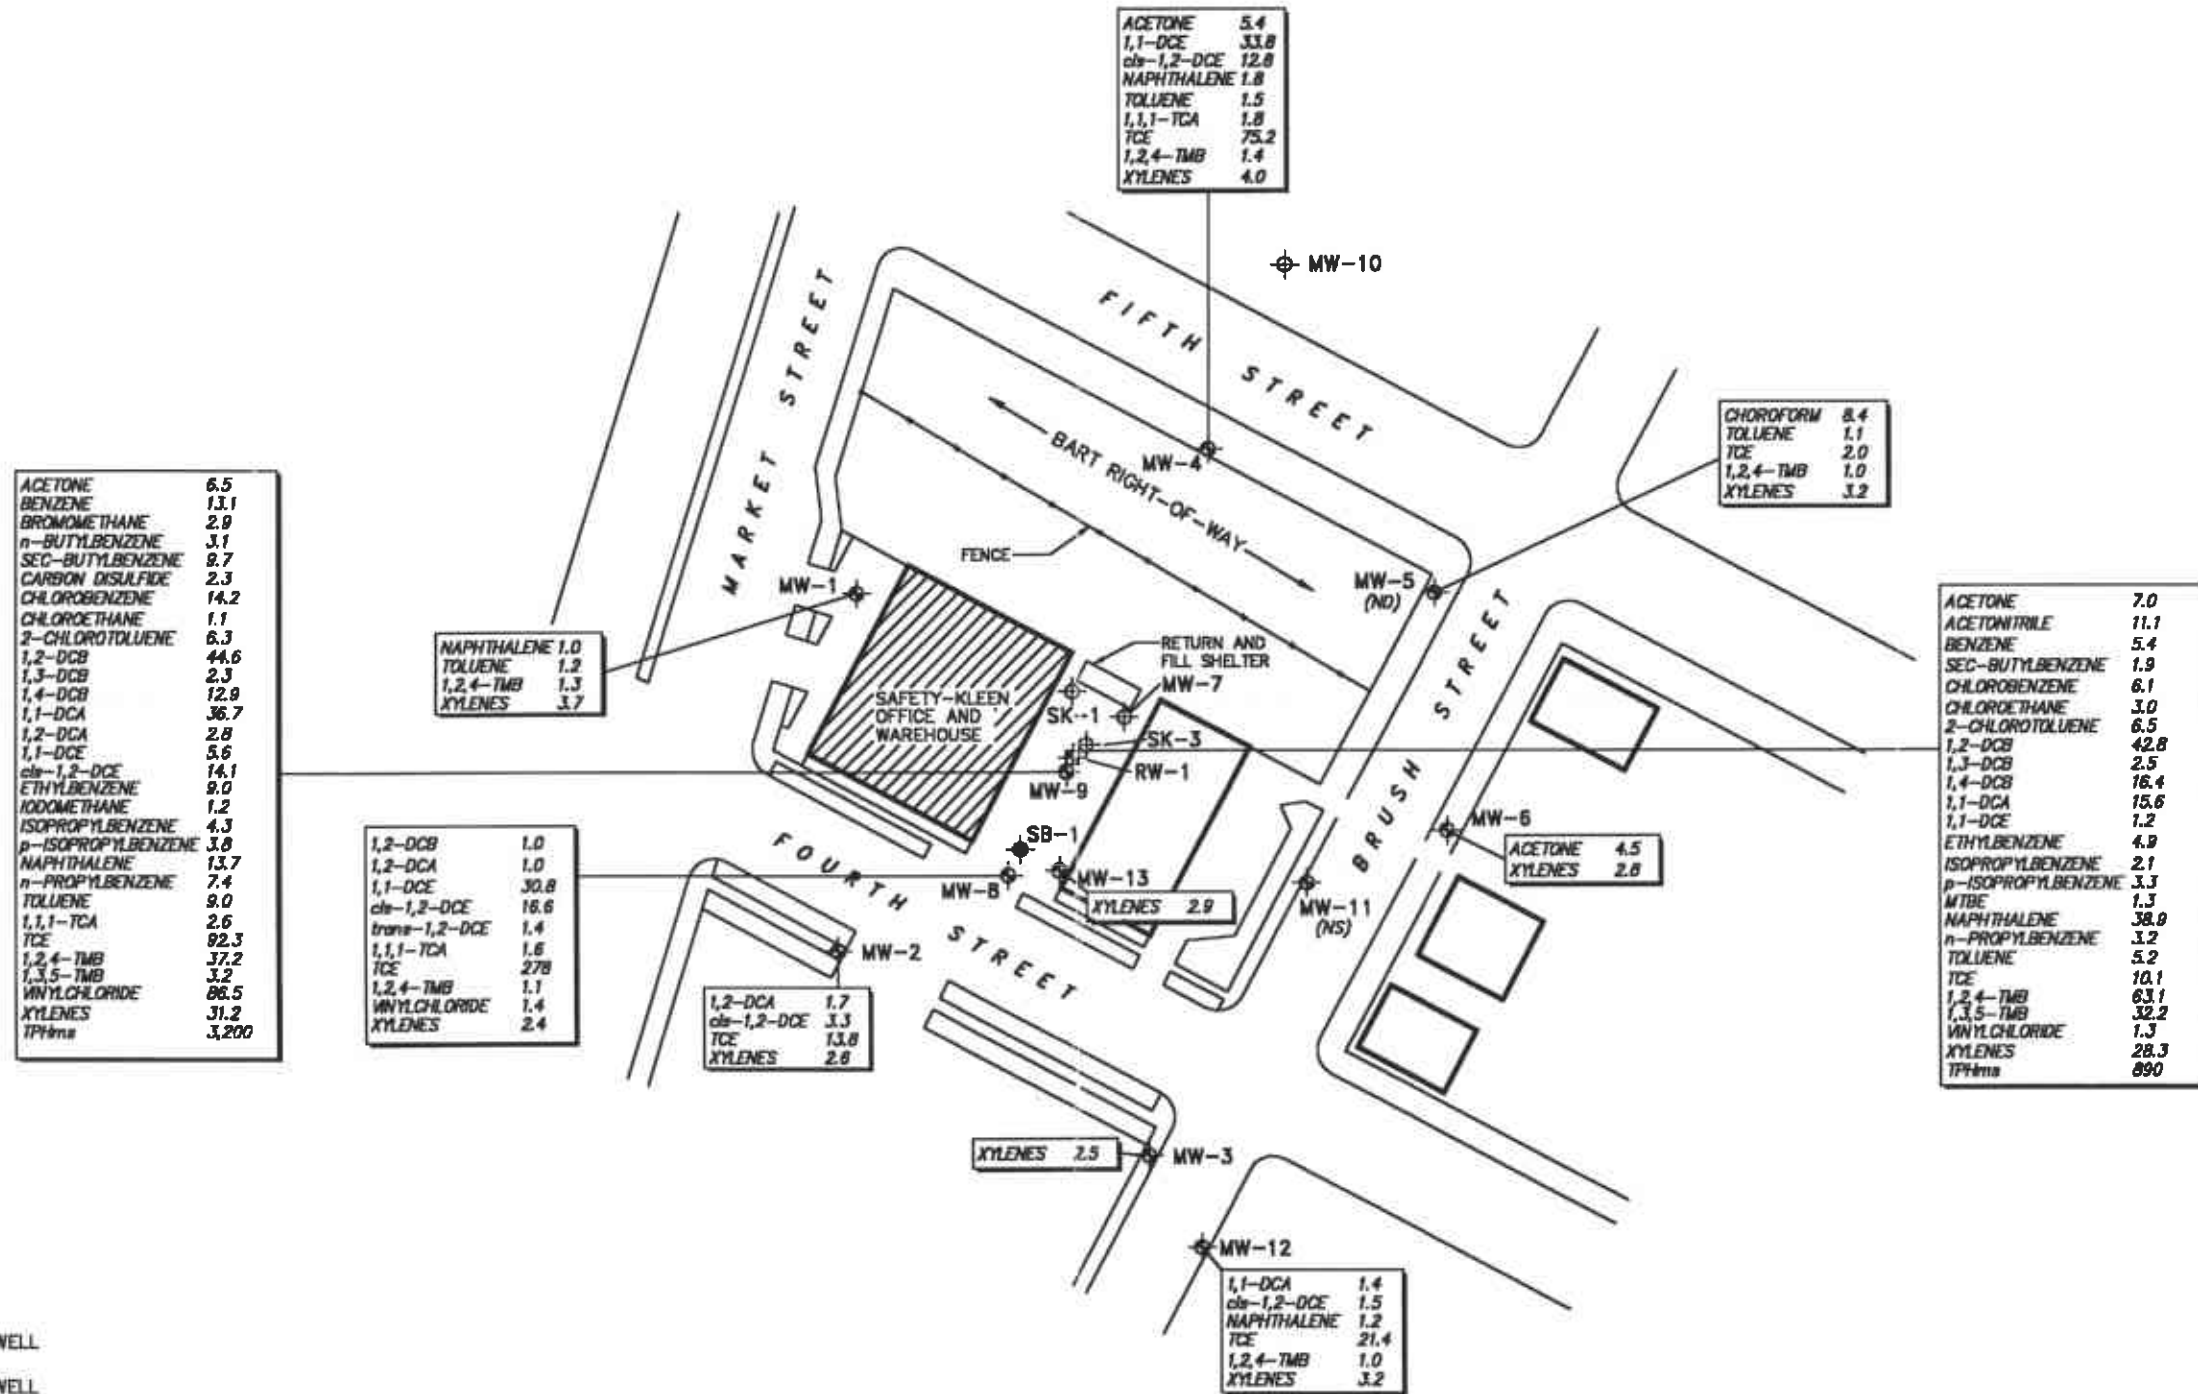 ACETONE 5.4
1,1-DCE 33.8
cis-1,2-DCE 12.8
NAPHTHALENE 1.8
TOLUENE 1.5
1,1,1-TCA 1.8
TCE 75.2
1,2,4-TMB 1.4
XYLENES 4.0
MW-10
FIFTH STREET
MARKET STREET
BART RIGHT-OF-WAY
MW-4
FENCE
CHOROFORM 8.4
TOLUENE 1.1
TCE 2.0
1,2,4-TMB 1.0
XYLENES 3.2
MW-5
(ND)
MW-1
NAPHTHALENE 1.0
TOLUENE 1.2
1,2,4-TMB 1.3
XYLENES 3.7
ACETONE 6.5
BENZENE 13.1
BROMOMETHANE 2.9
n-BUTYLBENZENE 3.1
SEC-BUTYLBENZENE 9.7
CARBON DISULFIDE 2.3
CHLOROBENZENE 14.2
CHLOROETHANE 1.1
2-CHLOROTOLUENE 6.3
1,2-DCB 44.6
1,3-DCB 2.3
1,4-DCB 12.9
1,1-DCA 36.7
1,2-DCA 2.8
1,1-DCE 5.6
cis-1,2-DCE 14.1
ETHYLBENZENE 9.0
IODOMETHANE 1.2
ISOPROPYLBENZENE 4.3
p-ISOPROPYLBENZENE 3.8
NAPHTHALENE 13.7
n-PROPYLBENZENE 7.4
TOLUENE 9.0
1,1,1-TCA 2.6
TCE 92.3
1,2,4-TMB 37.2
1,3,5-TMB 3.2
VINYLCHLORIDE 86.5
XYLENES 31.2
TPHms 3,200
RETURN AND
FILL SHELTER
MW-7
SAFETY-KLEEN
OFFICE AND
WAREHOUSE
SK-1
SK-3
RW-1
MW-9
BRUSH STREET
ACETONE 7.0
ACETONITRILE 11.1
BENZENE 5.4
SEC-BUTYLBENZENE 1.9
CHLOROBENZENE 6.1
CHLOROETHANE 3.0
2-CHLOROTOLUENE 6.5
1,2-DCB 42.8
1,3-DCB 2.5
1,4-DCB 16.4
1,1-DCA 15.6
1,1-DCE 1.2
ETHYLBENZENE 4.9
ISOPROPYLBENZENE 2.1
p-ISOPROPYLBENZENE 3.3
MTBE 1.3
NAPHTHALENE 38.9
n-PROPYLBENZENE 3.2
TOLUENE 5.2
TCE 10.1
1,2,4-TMB 63.1
1,3,5-TMB 32.2
VINYLCHLORIDE 1.3
XYLENES 28.3
TPHms 890
1,2-DCB 1.0
1,2-DCA 1.0
1,1-DCE 30.8
cis-1,2-DCE 16.6
trans-1,2-DCE 1.4
1,1,1-TCA 1.6
TCE 278
1,2,4-TMB 1.1
VINYLCHLORIDE 1.4
XYLENES 2.4
SB-1
MW-8
MW-13
XYLENES 2.9
FOURTH STREET
MW-6
ACETONE 4.5
XYLENES 2.8
MW-11
(NS)
MW-2
1,2-DCA 1.7
cis-1,2-DCE 3.3
TCE 13.8
XYLENES 2.6
XYLENES 2.5
MW-3
MW-12
1,1-DCA 1.4
cis-1,2-DCE 1.5
NAPHTHALENE 1.2
TCE 21.4
1,2,4-TMB 1.0
XYLENES 3.2
WELL
WELL